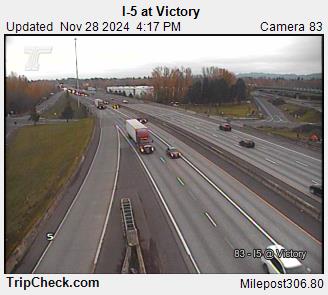 I-5 at Victory
Updated Nov 28 2024 4:17 PM Camera 83
S
83 - I5 @ Victory
TripCheck.com Milepost306.80